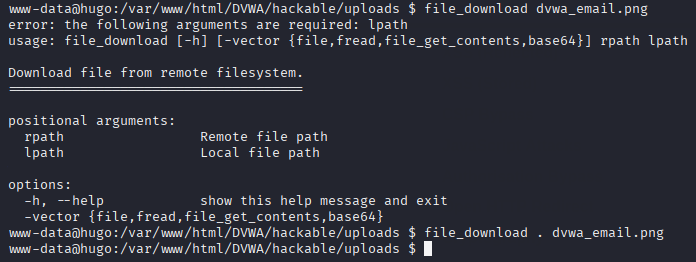 www-data@hugo:/var/www/html/DVWA/hackable/uploads $ file_download dvwa_email.png
error: the following arguments are required: lpath
usage: file_download [-h] [-vector {file,fread,file_get_contents,base64}] rpath lpath
Download file from remote filesystem.
=====================================
positional arguments:
rpath Remote file path
lpath Local file path
options:
-h, --help show this help message and exit
-vector {file,fread,file_get_contents,base64}
www-data@hugo:/var/www/html/DVWA/hackable/uploads $ file_download . dvwa_email.png
www-data@hugo:/var/www/html/DVWA/hackable/uploads $